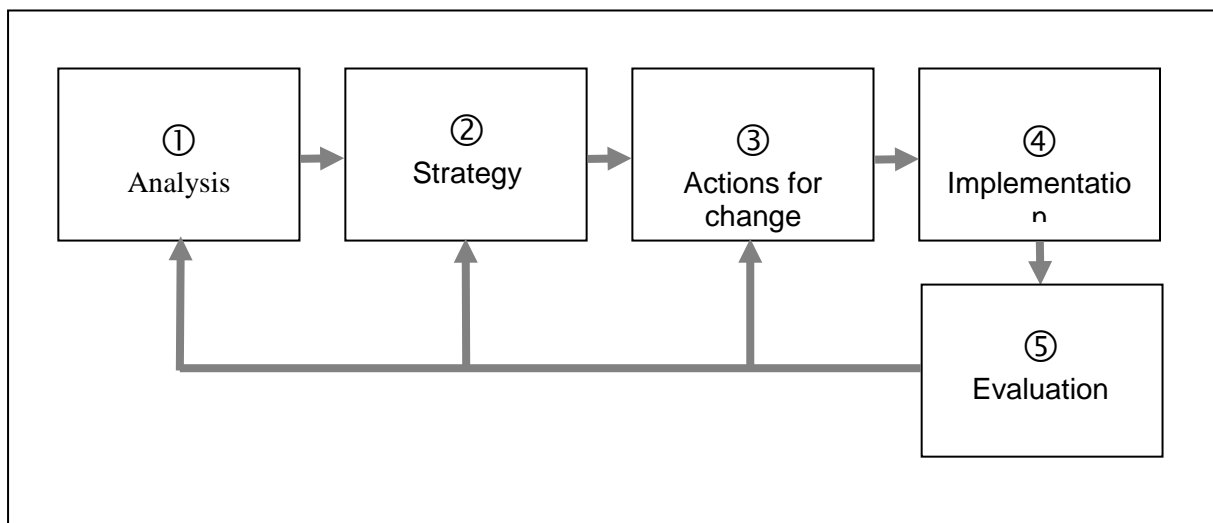 ①
Analysis
②
Strategy
③
Actions for
change
④
Implementatio
n
⑤
Evaluation